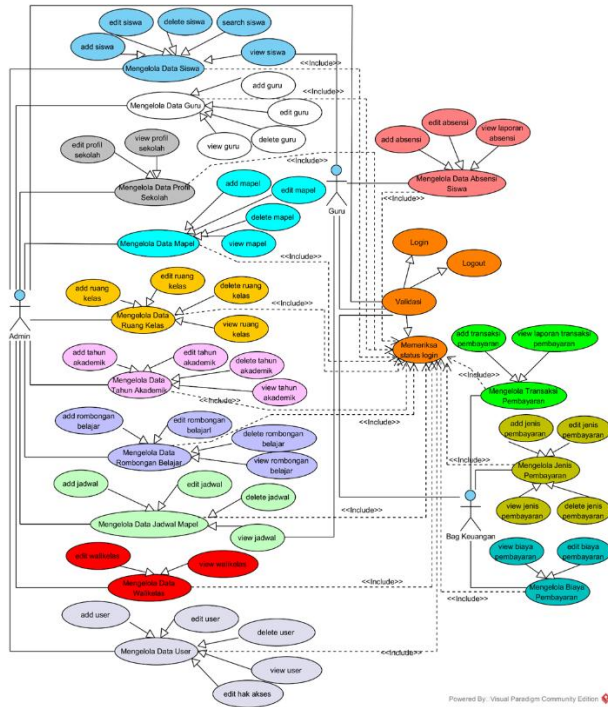 edit siswa
delete siswa
search siswa
add siswa
view siswa
Mengelola Data Siswa
<<Include>>
add guru
<<Include>>
Mengelola Data Guru
edit guru
delete guru
view guru
edit absensi
view laporan
absensi
add absensi
view profil
sekolah
edit profil
sekolah
<<Include>>
Mengelola Data Absensi
Siswa
Mengelola Data Profil
Sekolah
add mapel
edit mapel
<<Include>>
Guru
delete mapel
Mengelola Data Mapel
view mapel
Login
Logout
edit ruang
kelas
add ruang
kelas
delete ruang
kelas
Validasi
Admin
Mengelola Data
Ruang Kelas
view ruang
kelas
<<Include>>
Memeriksa
status login
add transaksi
pembayaran
view laporan transaksi
pembayaran
add tahun
akademik
edit tahun
akademik
delete tahun
akademik
Mengelola Data
Tahun Akademik
view tahun
akademik
<<Include>>
<<Include>>
Mengelola Transaksi
Pembayaran
add rombongan
belajar
edit rombongan
belajar
delete rombongan
belajar
add jenis
pembayaran
edit jenis
pembayaran
Mengelola Data
Rombongan Belajar
view rombongan
belajar
<<Include>>
<<Include>>
Mengelola Jenis
Pembayaran
add jadwal
edit jadwal
delete jadwal
view jenis
pembayaran
delete jenis
pembayaran
Mengelola Data Jadwal Mapel
<<Include>>
view jadwal
Bag Keuangan
view biaya
pembayaran
edit biaya
pembayaran
edit walikelas
view walikelas
Mengelola Data
Walikelas
<<Include>>
<<Include>>
Mengelola Biaya
Pembayaran
add user
edit user
delete user
Mengelola Data User
<<Include>>
view user
edit hak akses
Powered By: Visual Paradigm Community Edition